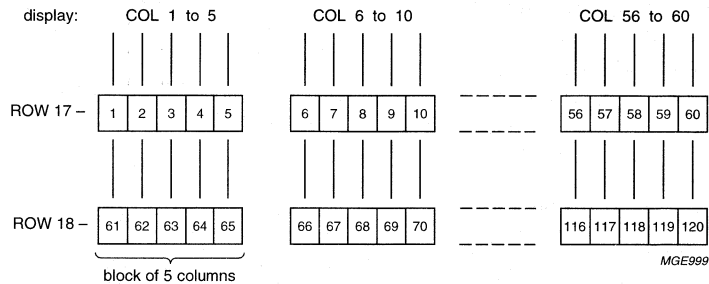 display: COL 1 to 5 COL 6 to 10 COL 56 to 60
ROW 17 – 1 2 3 4 5 6 7 8 9 10 56 57 58 59 60
ROW 18 – 61 62 63 64 65 66 67 68 69 70 116 117 118 119 120
MGE999
block of 5 columns